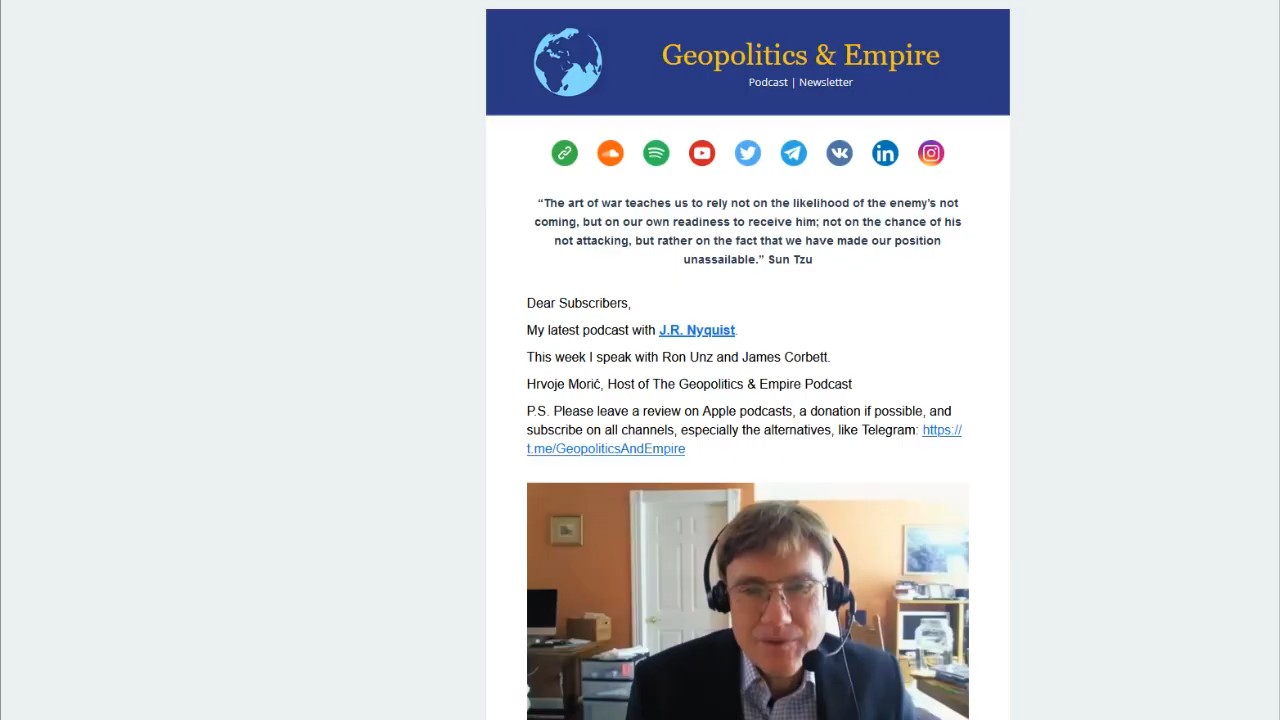 Geopolitics & Empire
Podcast | Newsletter
“The art of war teaches us to rely not on the likelihood of the enemy’s not
coming, but on our own readiness to receive him; not on the chance of his
not attacking, but rather on the fact that we have made our position
unassailable.” Sun Tzu
Dear Subscribers,
My latest podcast with J.R. Nyquist.
This week I speak with Ron Unz and James Corbett.
Hrvoje Morić, Host of The Geopolitics & Empire Podcast
P.S. Please leave a review on Apple podcasts, a donation if possible, and
subscribe on all channels, especially the alternatives, like Telegram: https://
t.me/GeopoliticsAndEmpire